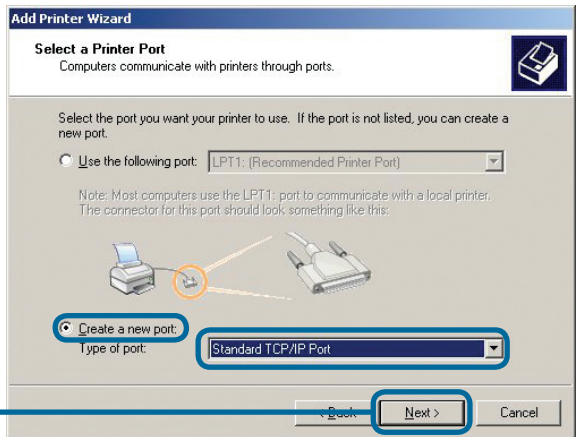 Add Printer Wizard
Select a Printer Port
Computers communicate with printers through ports.
Select the port you want your printer to use. If the port is not listed, you can create a
new port.
Use the following port: LPT1: (Recommended Printer Port)
Note: Most computers use the LPT1: port to communicate with a local printer.
The connector for this port should look something like this:
Create a new port:
Type of port: Standard TCP/IP Port
< Back Next > Cancel